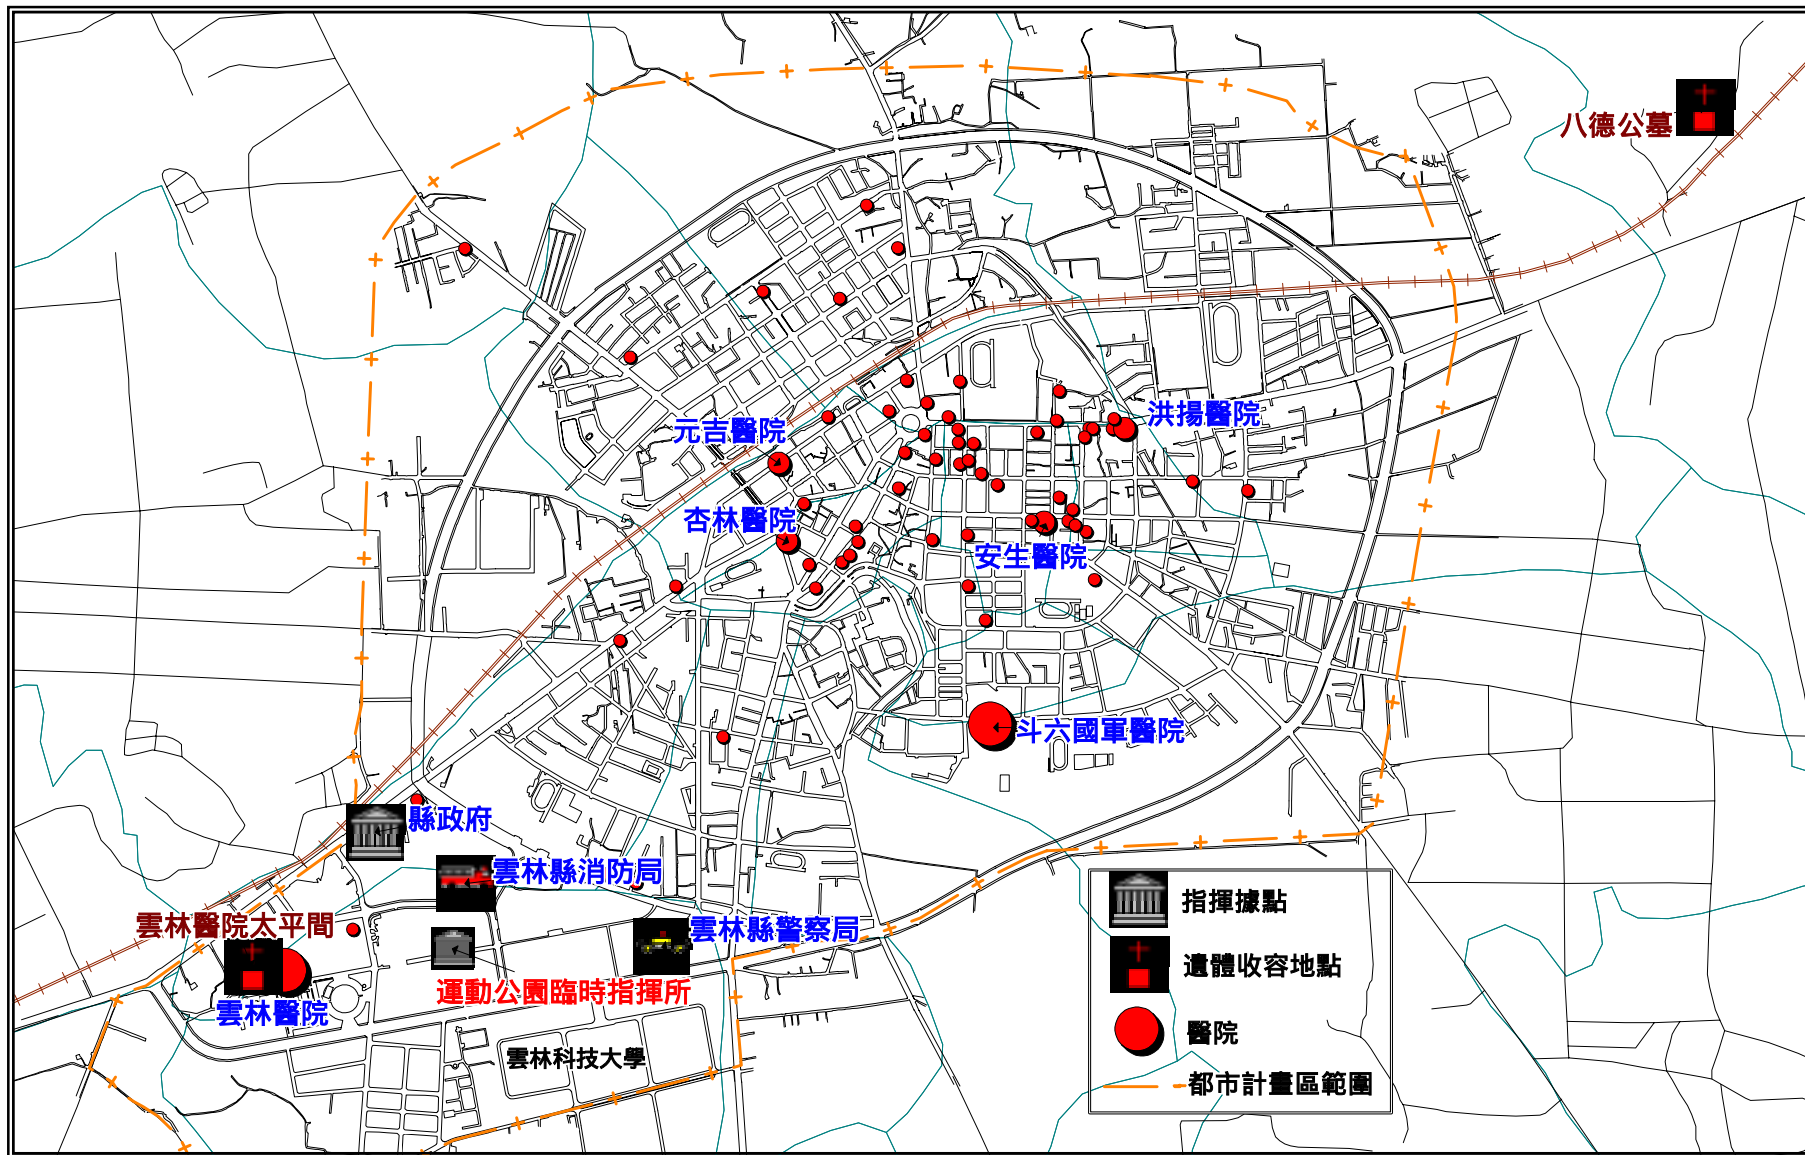 八德公墓
洪揚醫院
元吉醫院
杏林醫院
安生醫院
斗六國軍醫院
縣政府
雲林縣消防局
雲林醫院太平間
雲林縣警察局
運動公園臨時指揮所
雲林醫院
雲林科技大學
指揮據點
遺體收容地點
醫院
都市計畫區範圍